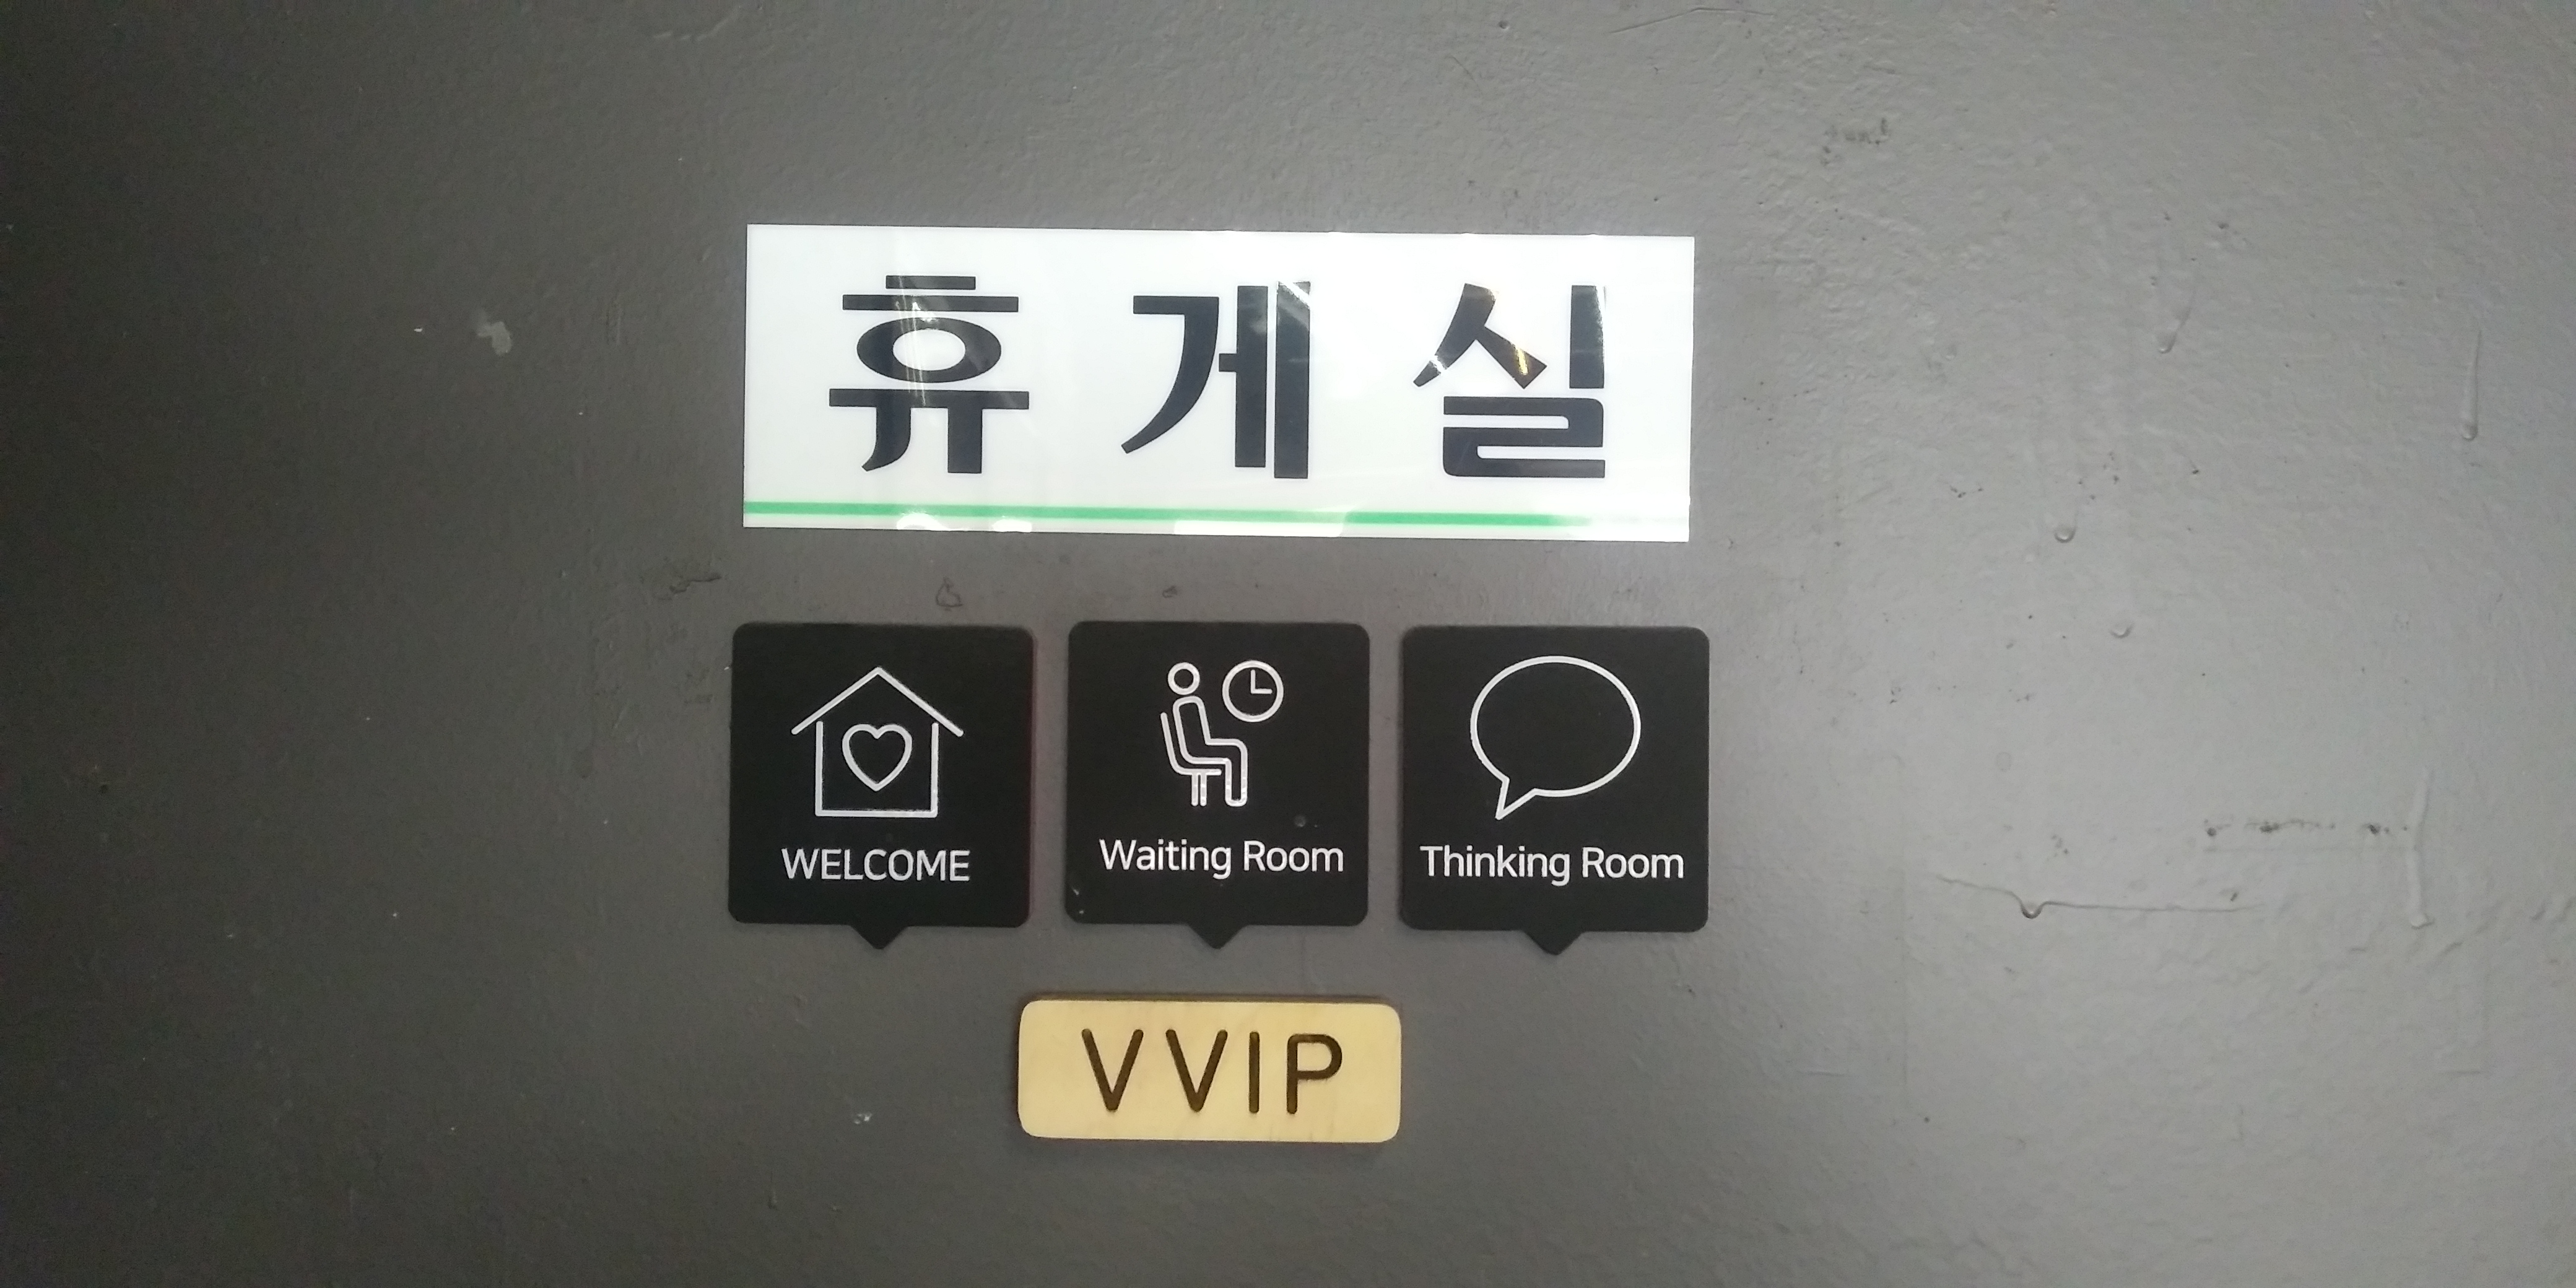 휴게실
WELCOME
Waiting Room
Thinking Room
VVIP